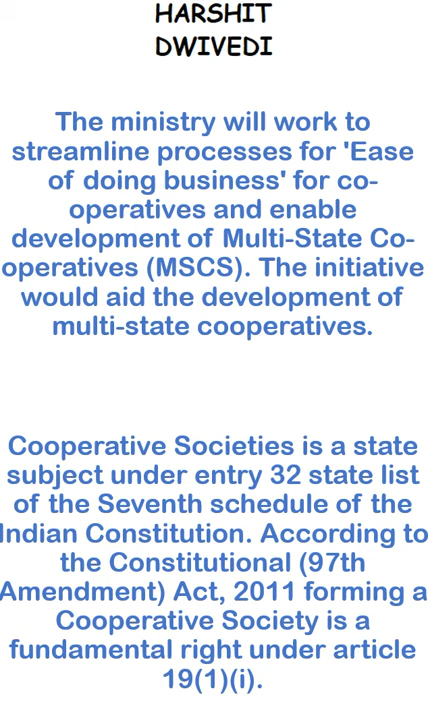 HARSHIT
DWIVEDI
The ministry will work to
streamline processes for 'Ease
of doing business' for co-
operatives and enable
development of Multi-State Co-
operatives (MSCS). The initiative
would aid the development of
multi-state cooperatives.
Cooperative Societies is a state
subject under entry 32 state list
of the Seventh schedule of the
Indian Constitution. According to
the Constitutional (97th
Amendment) Act, 2011 forming a
Cooperative Society is a
fundamental right under article
19(1)(i).